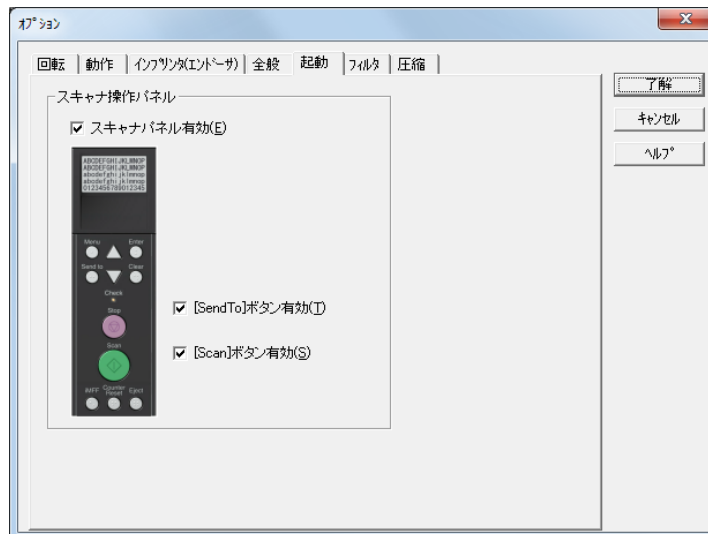 ｵﾌﾟｼｮﾝ
回転 動作 ｲﾝﾌﾟﾘﾝﾀ(ｴﾝﾄﾞｰｻ) 全般 起動 ﾌｨﾙﾀ 圧縮
スキャナ操作パネル
スキャナパネル有効(E)
ABCDEFGHIJKLMNOP
ABCDEFGHIJKLMNOP
abcdefghijklmnop
abcdefghijklmnop
0123456789012345
Menu Enter
Send to Clear
Check
Stop
[SendTo]ボタン有効(T)
Scan
[Scan]ボタン有効(S)
IMFF Counter Reset Eject
了解
ｷｬﾝｾﾙ
ﾍﾙﾌﾟ